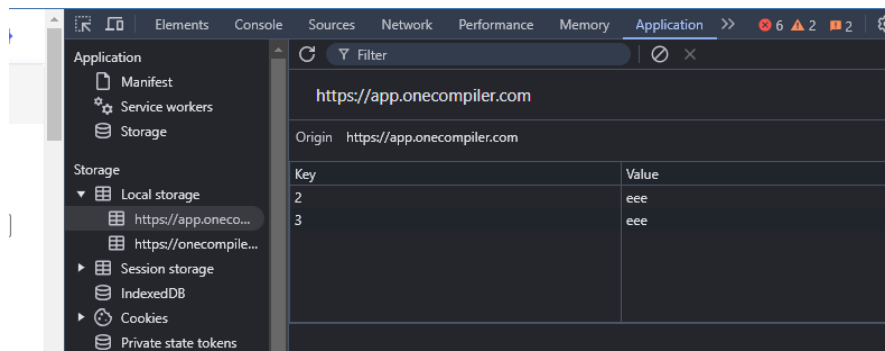 Elements Console Sources Network Performance Memory Application 6 2 2
Application
Manifest
Service workers
Storage
Storage
Local storage
https://app.oneco...
https://onecompile...
Session storage
IndexedDB
Cookies
Private state tokens
Filter
https://app.onecompiler.com
Origin https://app.onecompiler.com
Key Value
2 eee
3 eee